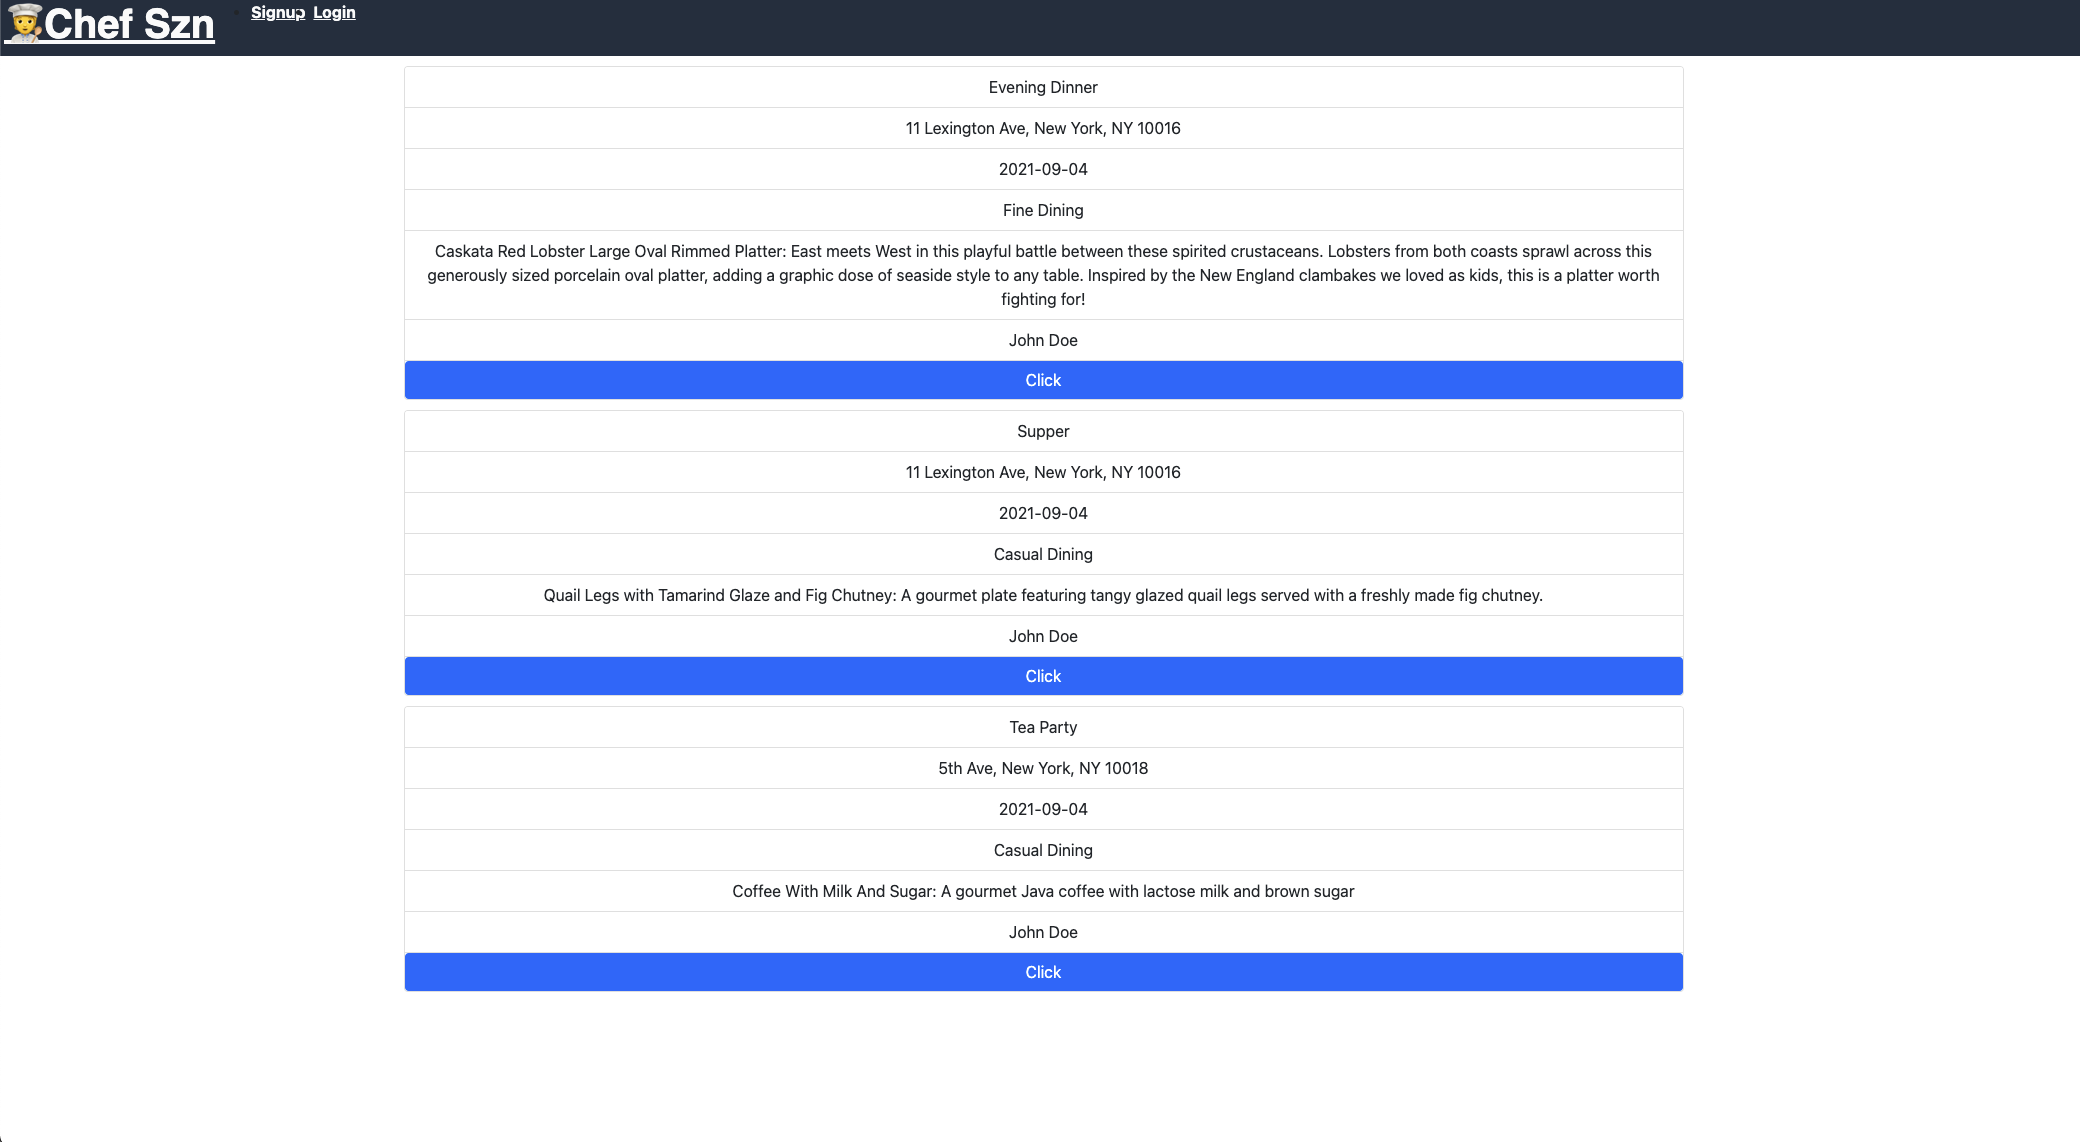 Chef Szn
Signup Login
Evening Dinner
11 Lexington Ave, New York, NY 10016
2021-09-04
Fine Dining
Caskata Red Lobster Large Oval Rimmed Platter: East meets West in this playful battle between these spirited crustaceans. Lobsters from both coasts sprawl across this
generously sized porcelain oval platter, adding a graphic dose of seaside style to any table. Inspired by the New England clambakes we loved as kids, this is a platter worth
fighting for!
John Doe
Click
Supper
11 Lexington Ave, New York, NY 10016
2021-09-04
Casual Dining
Quail Legs with Tamarind Glaze and Fig Chutney: A gourmet plate featuring tangy glazed quail legs served with a freshly made fig chutney.
John Doe
Click
Tea Party
5th Ave, New York, NY 10018
2021-09-04
Casual Dining
Coffee With Milk And Sugar: A gourmet Java coffee with lactose milk and brown sugar
John Doe
Click